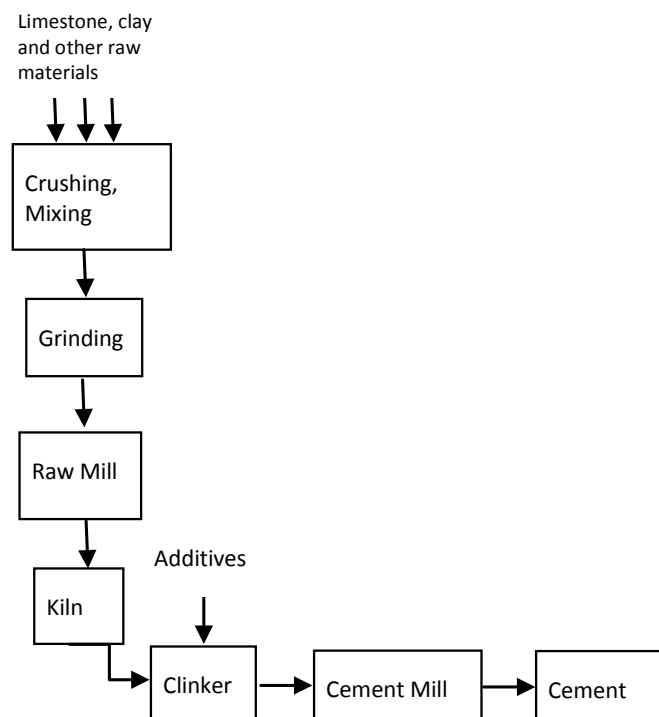 Limestone, clay
and other raw
materials
Crushing,
Mixing
Grinding
Raw Mill
Additives
Kiln
Clinker
Cement Mill
Cement